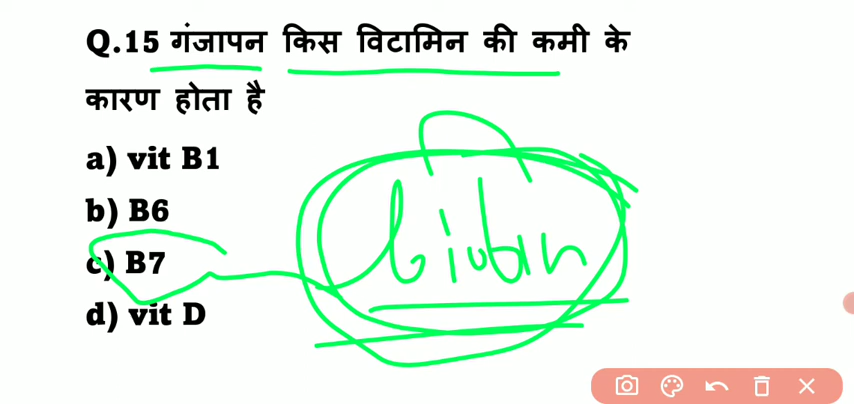 Q.15 गंजापन किस विटामिन की कमी के
कारण होता है
a) vit B1
b) B6
c) B7
d) vit D
biotin